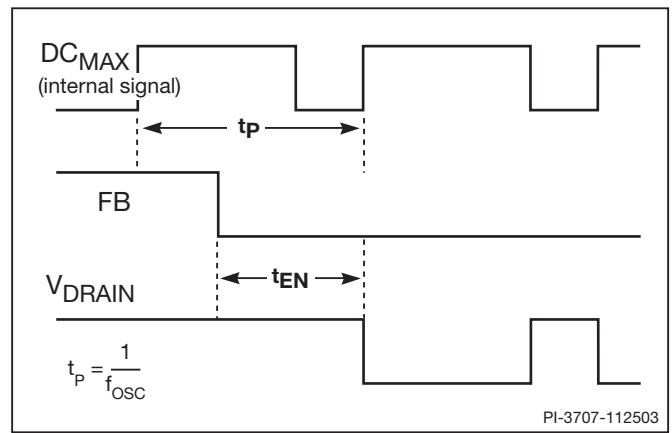 DCMAX
(internal signal)
tP
FB
tEN
VDRAIN
tP = 1/fOSC
PI-3707-112503